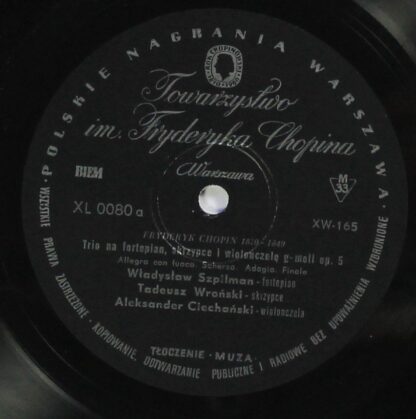 POLSKIE NAGRANIA WARSZAWA
Towarzystwo
im. Fryderyka Chopina
Warszawa
BIEM
M
33
XL 0080 a
XW-165
FRYDERYK CHOPIN 1810-1849
Trio na fortepian, skrzypce i wiolonczelę g-moll op. 5
Allegro con fuoco. Scherzo. Adagio. Finale
Władysław Szpilman - fortepian
Tadeusz Wroński - skrzypce
Aleksander Ciechański - wiolonczela
TŁOCZENIE · MUZA ·
WSZYSTKIE PRAWA ZASTRZEŻONE · KOPIOWANIE, ODTWARZANIE PUBLICZNE I RADIOWE BEZ UPOWAŻNIENIA WZBRONIONE